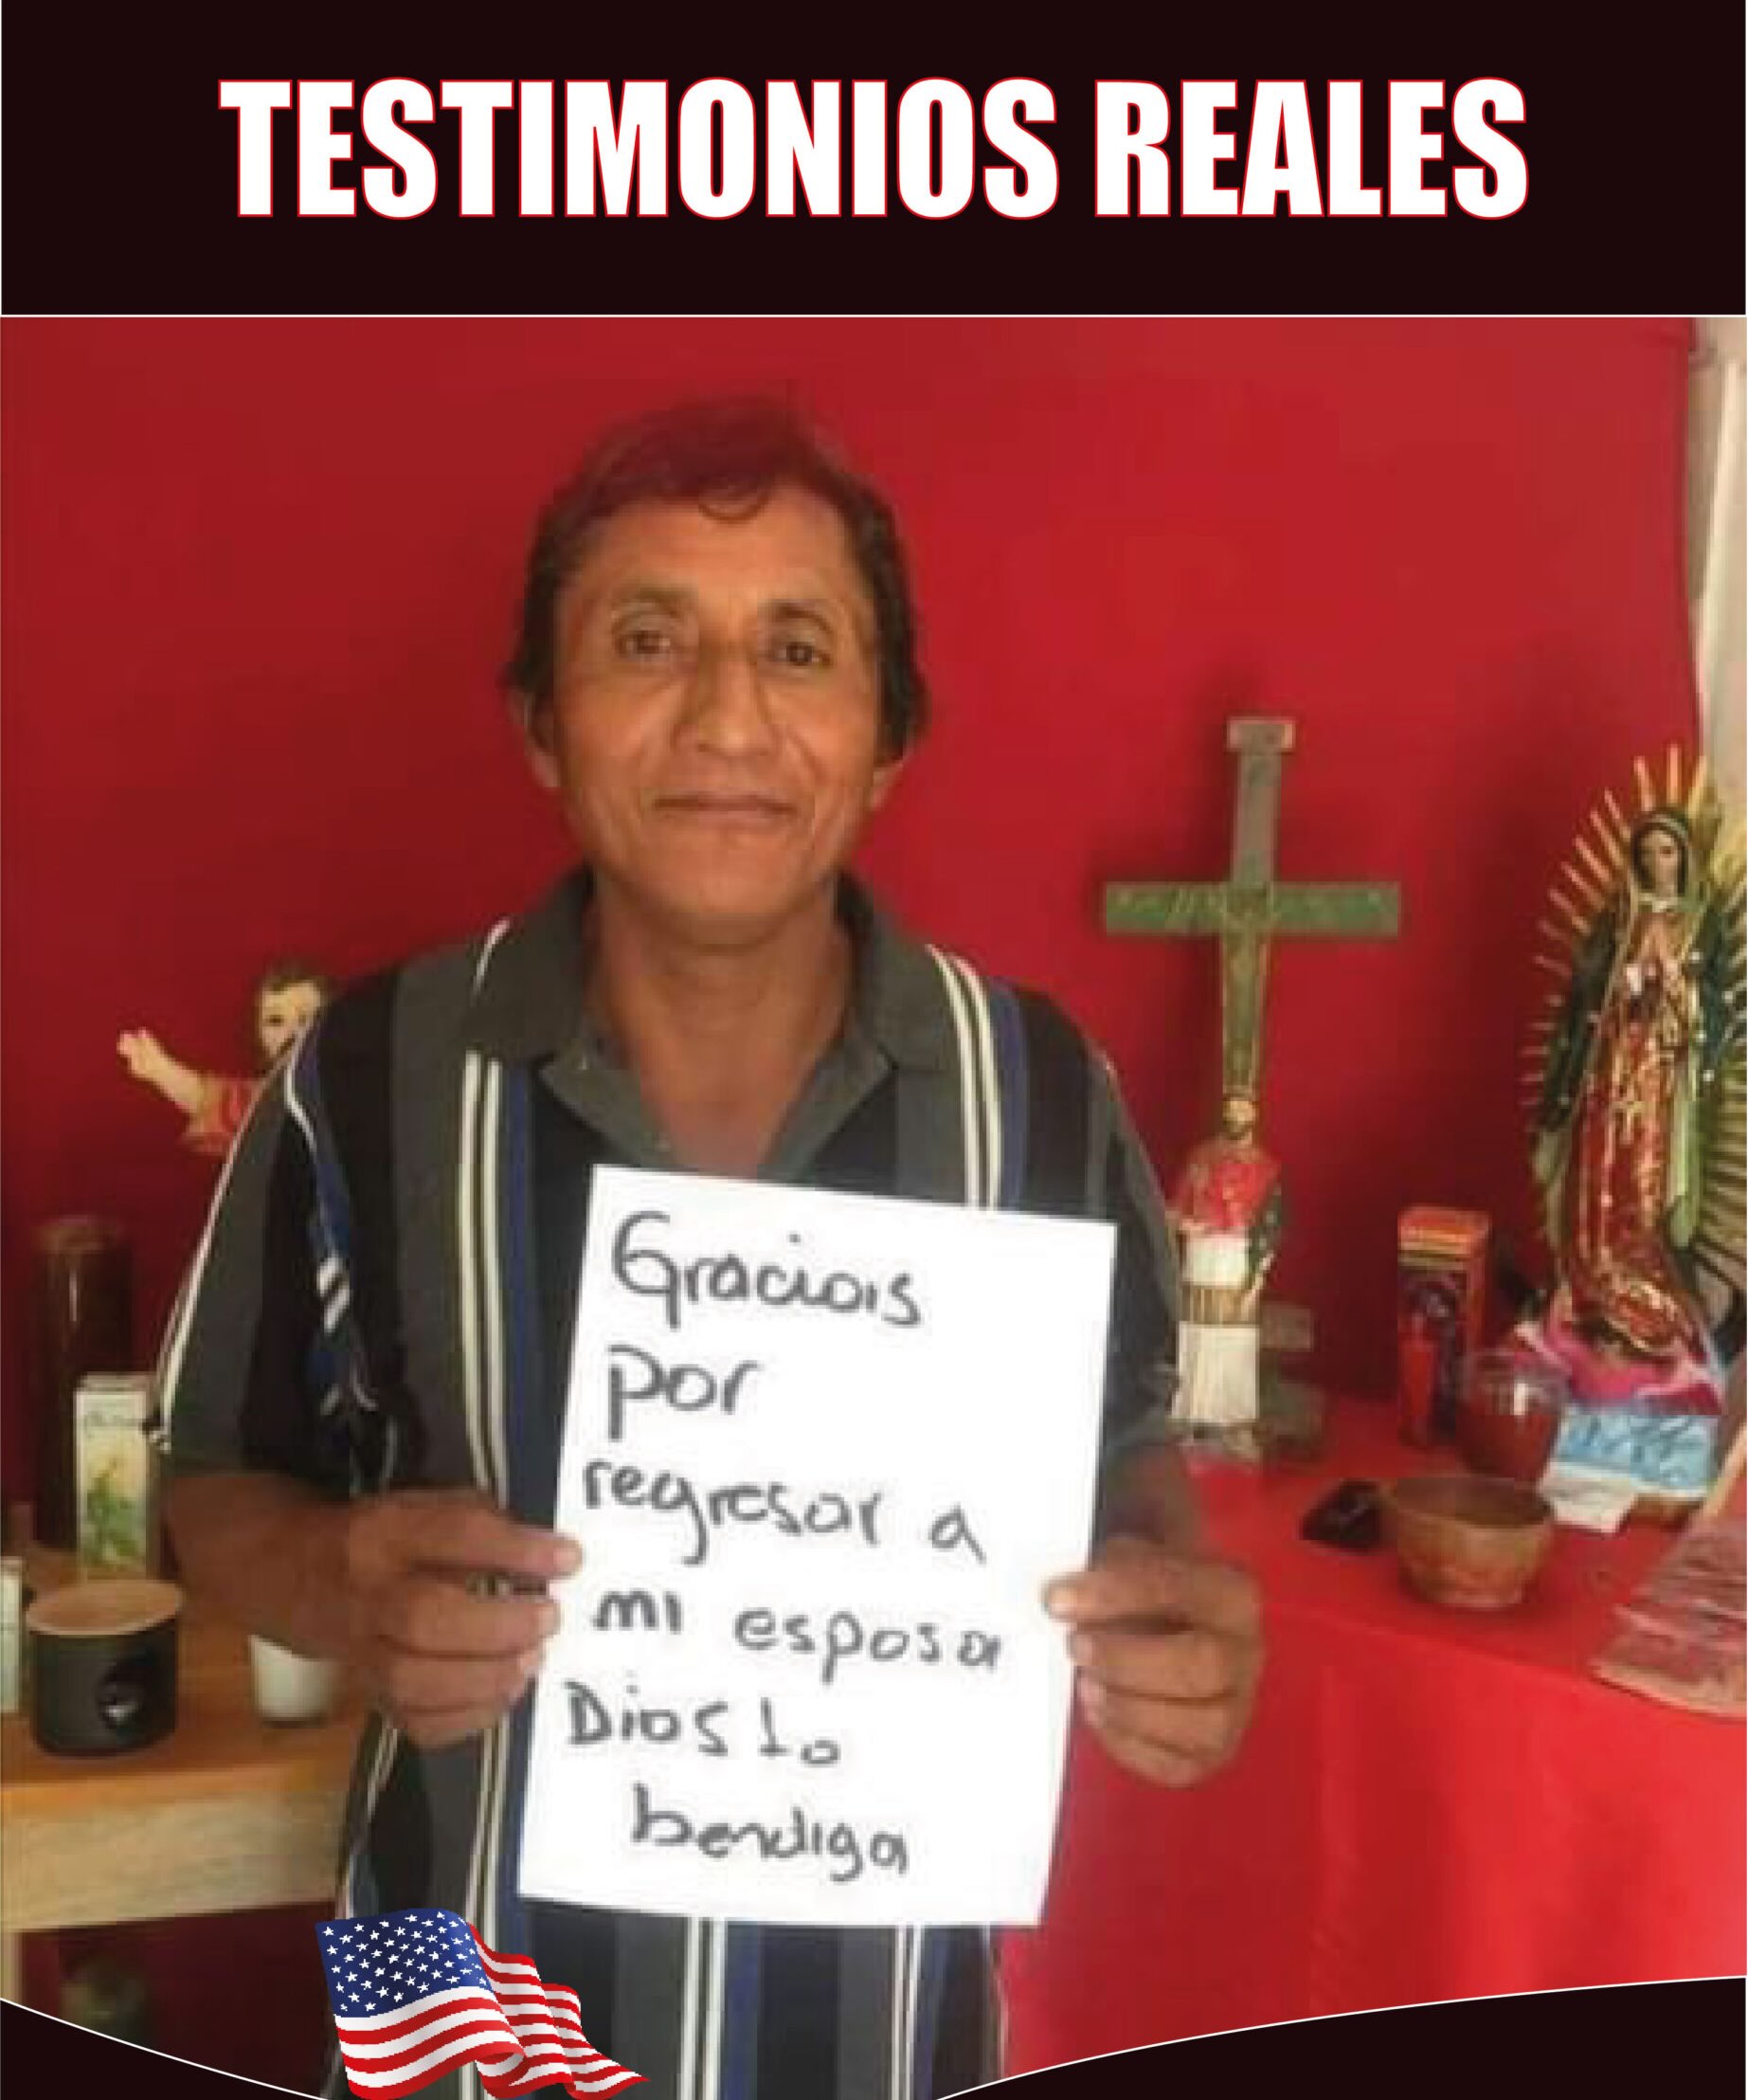 TESTIMONIOS REALES
Gracias
por
regresar a
mi esposa
Dios lo
bendiga